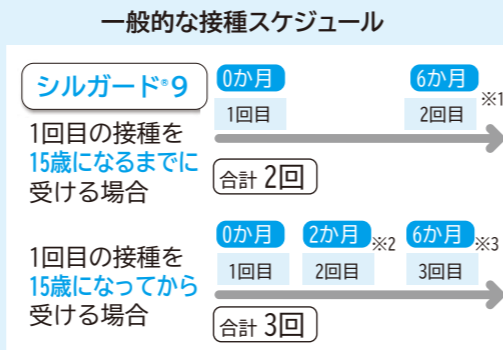 一般的な接種スケジュール
シルガード®9
0か月 6か月
1回目 2回目 ※1
1回目の接種を
15歳になるまでに
受ける場合
合計 2回
0か月 2か月 ※2 6か月 ※3
1回目 2回目 3回目
1回目の接種を
15歳になってから
受ける場合
合計 3回